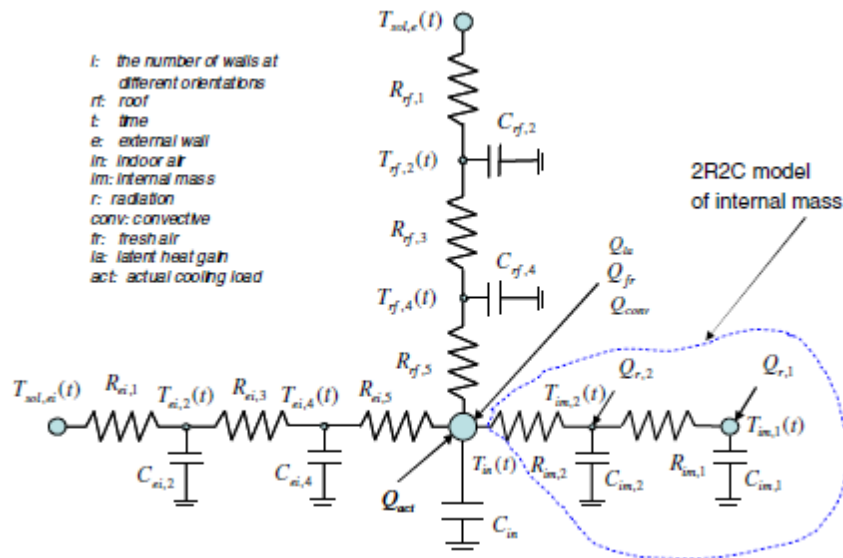 T_sol,e(t)
i: the number of walls at
different orientations
rf: roof
t: time
e: external wall
in: indoor air
im: internal mass
r: radiation
conv: convective
fr: fresh air
la: latent heat gain
act: actual cooling load
R_rf,1
C_rf,2
T_rf,2(t)
2R2C model
of internal mass
R_rf,3
Q_la
Q_fr
Q_conv
C_rf,4
T_rf,4(t)
R_rf,5
Q_r,2
Q_r,1
T_sol,ei(t)
R_ei,1
T_ei,2(t)
R_ei,3
T_ei,4(t)
R_ei,5
T_im,2(t)
T_im,1(t)
C_ei,2
C_ei,4
Q_act
T_in(t)
R_im,2
C_im,2
R_im,1
C_im,1
C_in